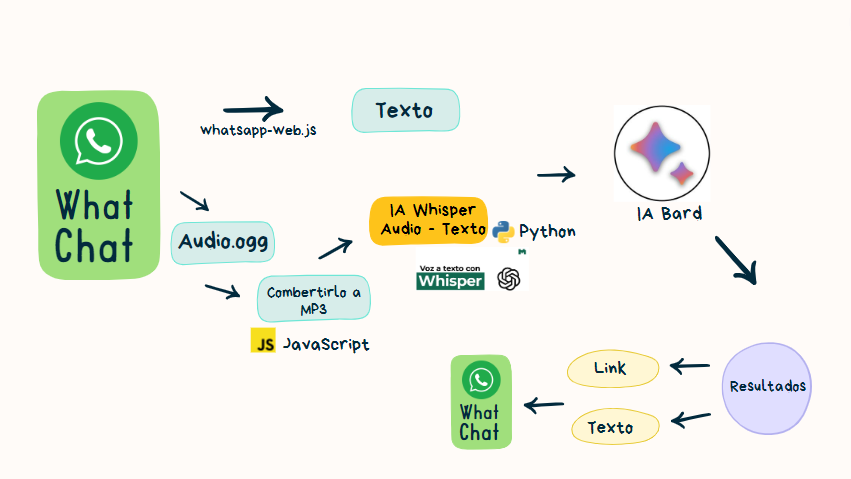 What
Chat
whatsapp-web.js
Texto
Audio.ogg
Combertirlo a
MP3
JS JavaScript
IA Whisper
Audio - Texto
Python
Voz a texto con
Whisper
IA Bard
Resultados
Link
Texto
What
Chat